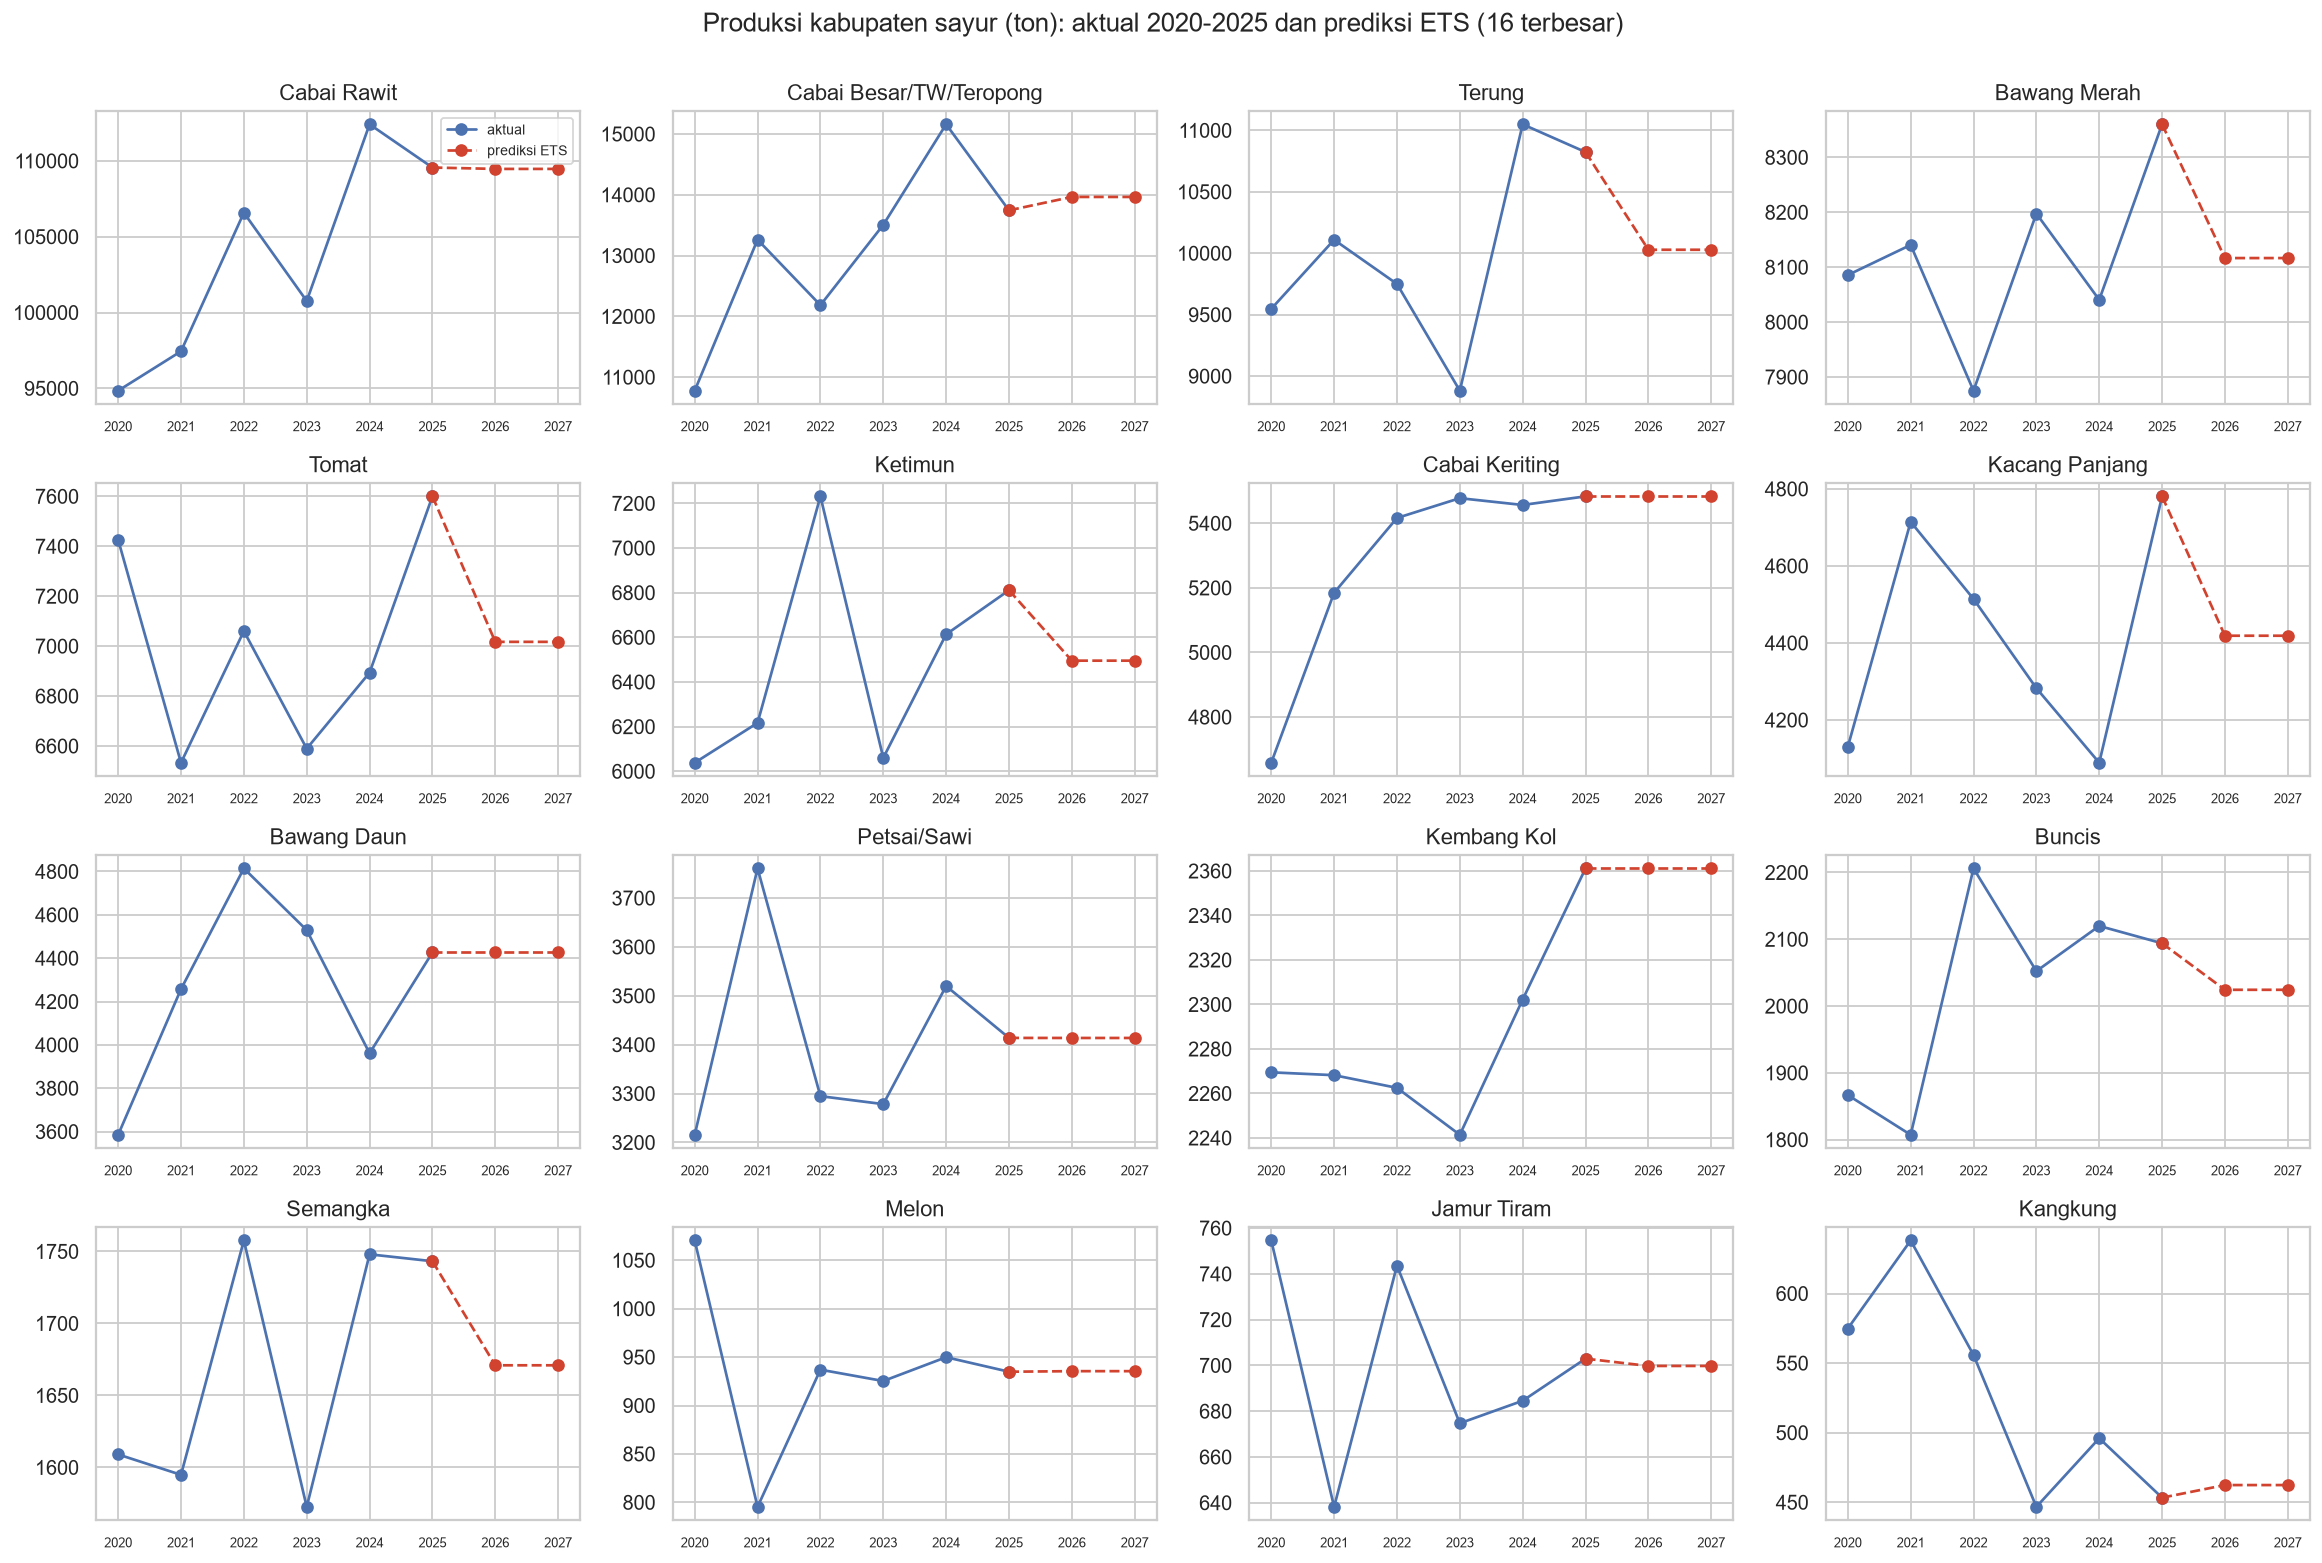 Produksi kabupaten sayur (ton): aktual 2020-2025 dan prediksi ETS (16 terbesar)
Cabai Rawit
aktual
prediksi ETS
110000
105000
100000
95000
2020 2021 2022 2023 2024 2025 2026 2027
Cabai Besar/TW/Teropong
15000
14000
13000
12000
11000
2020 2021 2022 2023 2024 2025 2026 2027
Terung
11000
10500
10000
9500
9000
2020 2021 2022 2023 2024 2025 2026 2027
Bawang Merah
8300
8200
8100
8000
7900
2020 2021 2022 2023 2024 2025 2026 2027
Tomat
7600
7400
7200
7000
6800
6600
2020 2021 2022 2023 2024 2025 2026 2027
Ketimun
7200
7000
6800
6600
6400
6200
6000
2020 2021 2022 2023 2024 2025 2026 2027
Cabai Keriting
5400
5200
5000
4800
2020 2021 2022 2023 2024 2025 2026 2027
Kacang Panjang
4800
4600
4400
4200
2020 2021 2022 2023 2024 2025 2026 2027
Bawang Daun
4800
4600
4400
4200
4000
3800
3600
2020 2021 2022 2023 2024 2025 2026 2027
Petsai/Sawi
3700
3600
3500
3400
3300
3200
2020 2021 2022 2023 2024 2025 2026 2027
Kembang Kol
2360
2340
2320
2300
2280
2260
2240
2020 2021 2022 2023 2024 2025 2026 2027
Buncis
2200
2100
2000
1900
1800
2020 2021 2022 2023 2024 2025 2026 2027
Semangka
1750
1700
1650
1600
2020 2021 2022 2023 2024 2025 2026 2027
Melon
1050
1000
950
900
850
800
2020 2021 2022 2023 2024 2025 2026 2027
Jamur Tiram
760
740
720
700
680
660
640
2020 2021 2022 2023 2024 2025 2026 2027
Kangkung
600
550
500
450
2020 2021 2022 2023 2024 2025 2026 2027